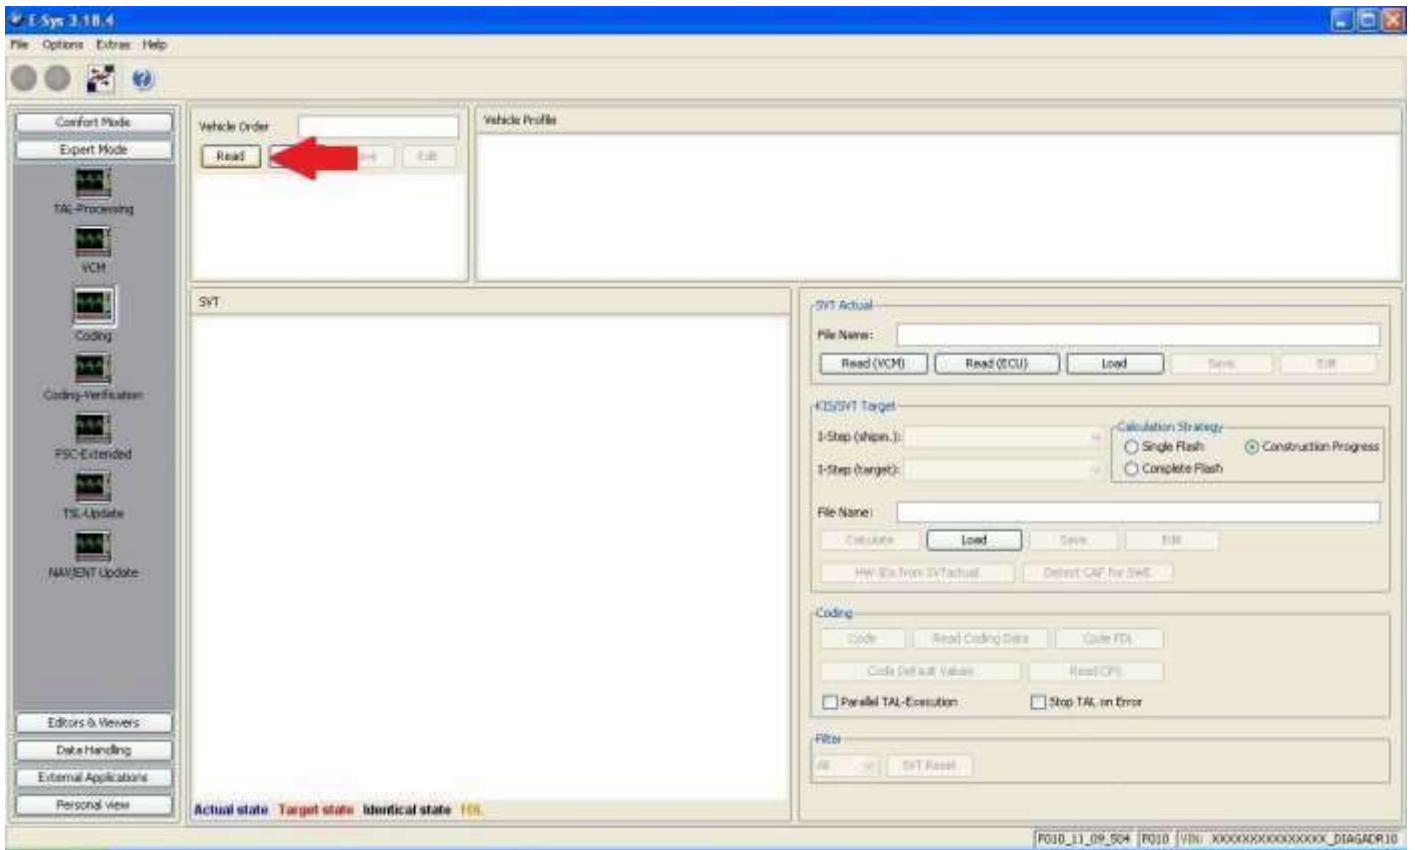 E-Sys 3.18.4
File Options Extras Help
Comfort Mode
Expert Mode
TAL-Processing
VCM
Coding
Coding-Verification
FSC-Extended
TSL-Update
NAV/ENT Update
Editors & Viewers
Data Handling
External Applications
Personal view
Vehicle Order
Read Edit
Vehicle Profile
SVT
Actual state Target state Identical state FDL
SVT Actual
File Name:
Read (VCM) Read (ECU) Load Save Edit
KIS/SVT Target
I-Step (shipm.):
I-Step (target):
Calculation Strategy
Single Flash Construction Progress
Complete Flash
File Name:
Calculate Load Save Edit
HW-IDs from SVTactual Detect CAF for SWE
Coding
Code Read Coding Data Code FDL
Code Default Values Read CPS
Parallel TAL-Execution Stop TAL on Error
Filter
All SVT Reset
F010_11_09_504 F010 VIN: XXXXXXXXXXXXXXXXX_DIAGADR10